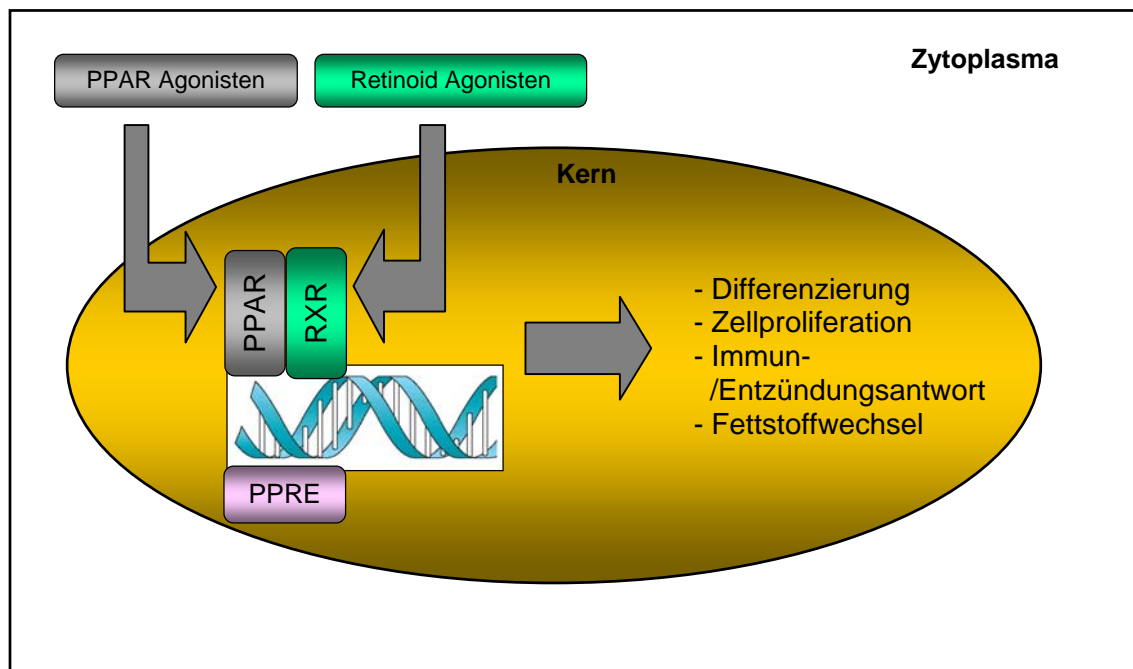 Zytoplasma
PPAR Agonisten
Retinoid Agonisten
Kern
PPAR
RXR
- Differenzierung
- Zellproliferation
- Immun-
/Entzündungsantwort
- Fettstoffwechsel
PPRE